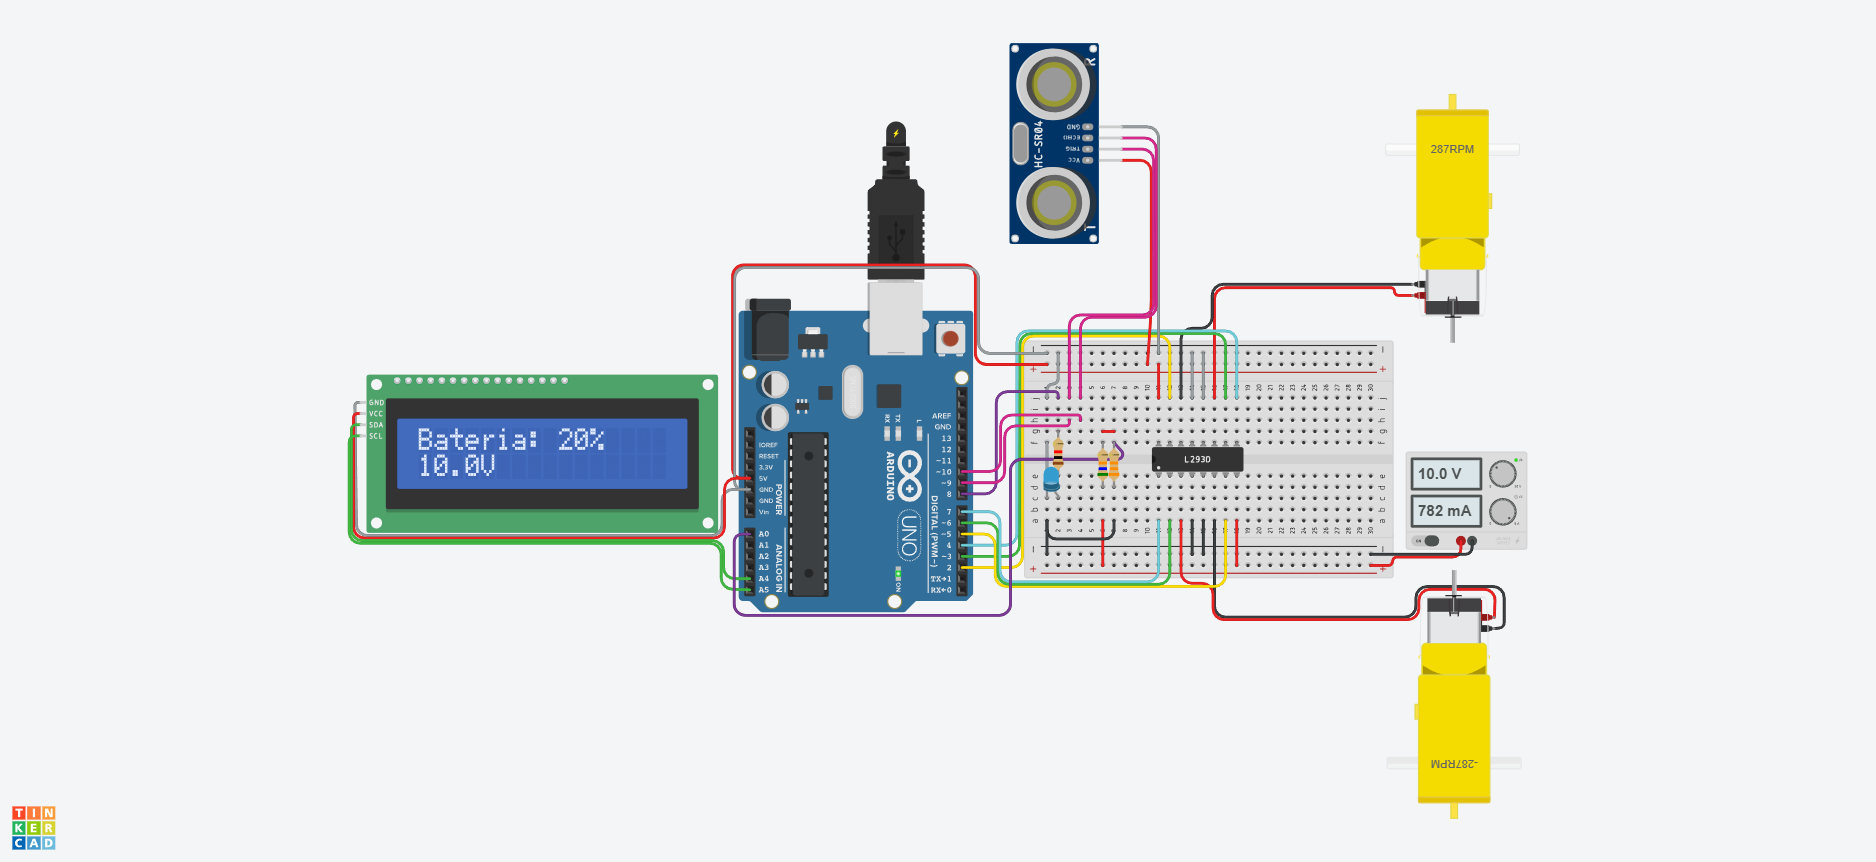 R
GND
ECHO
TRIG
VCC
HC-SR04
287RPM
GND
VCC
SDA
SCL
Bateria: 20%
10.0V
IOREF
RESET
3.3V
5V
GND
GND
Vin
POWER
A0
A1
A2
A3
A4
A5
ANALOG IN
RX
TX
L
ON
ARDUINO
UNO
AREF
GND
13
12
~11
~10
~9
8
7
~6
~5
4
~3
2
TX→1
RX←0
DIGITAL (PWM~)
L293D
10.0 V
782 mA
-287RPM
TIN
KER
CAD